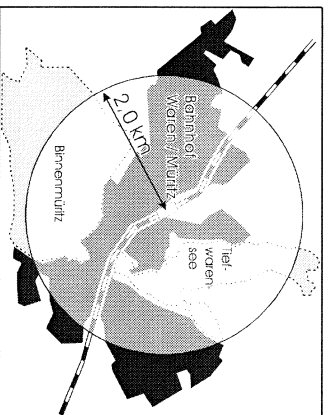 Bahnhof
Waren / Müritz
2,0 km
Tief-
waren-
see
Binnenmüritz